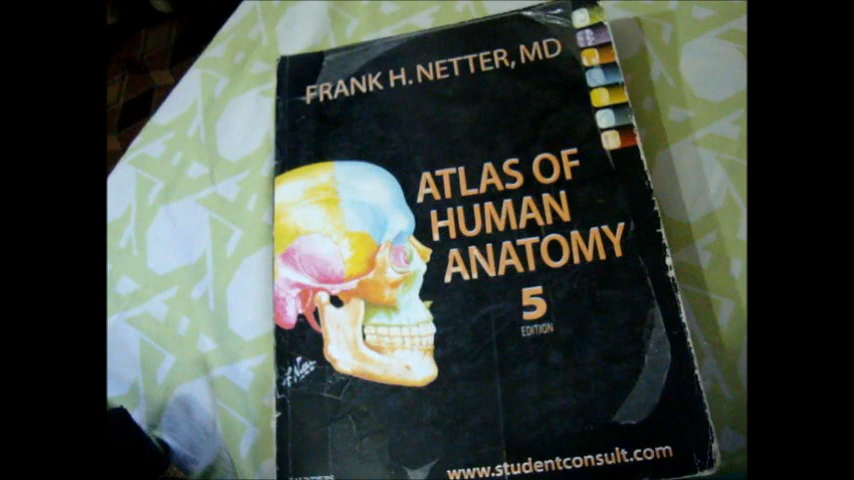 FRANK H. NETTER, MD
ATLAS OF
HUMAN
ANATOMY
5
EDITION
www.studentconsult.com